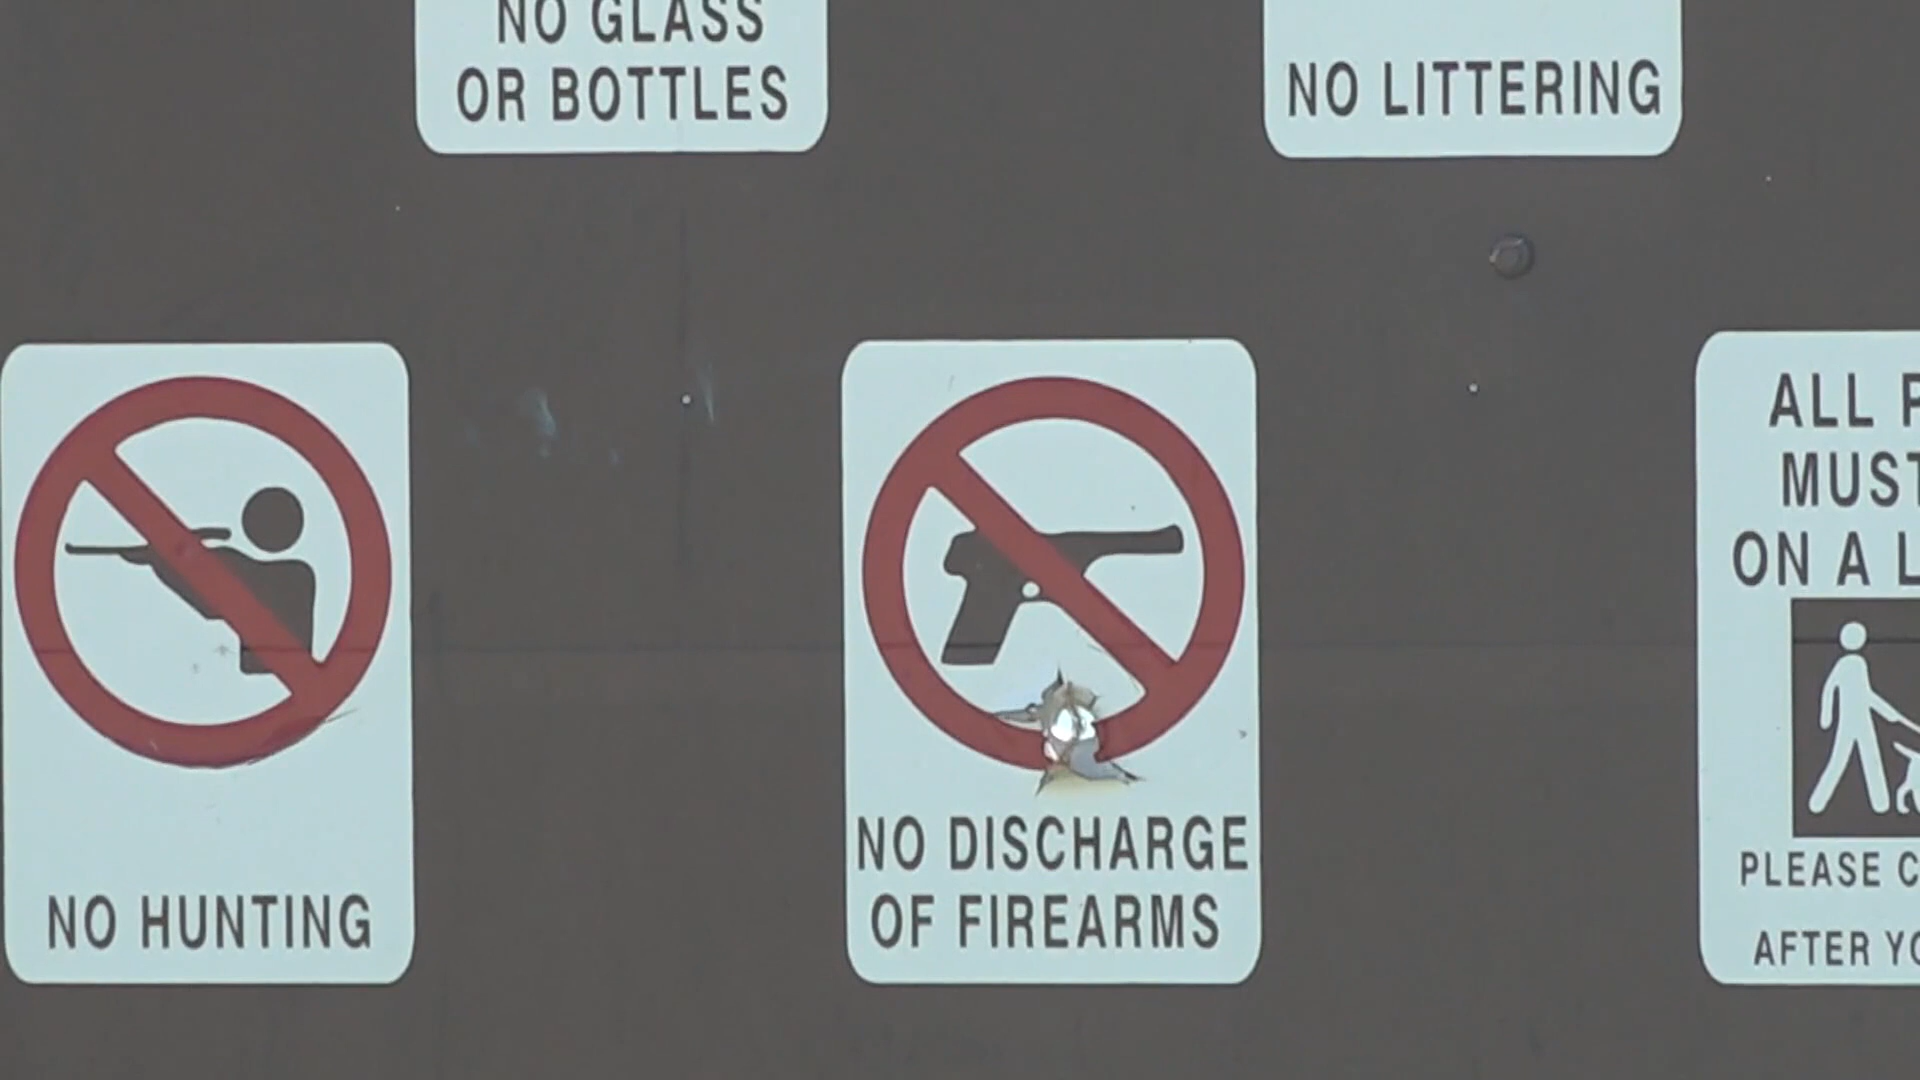 NO GLASS
OR BOTTLES
NO LITTERING
NO HUNTING
NO DISCHARGE
OF FIREARMS
ALL
MUST
ON A
PLEASE
AFTER